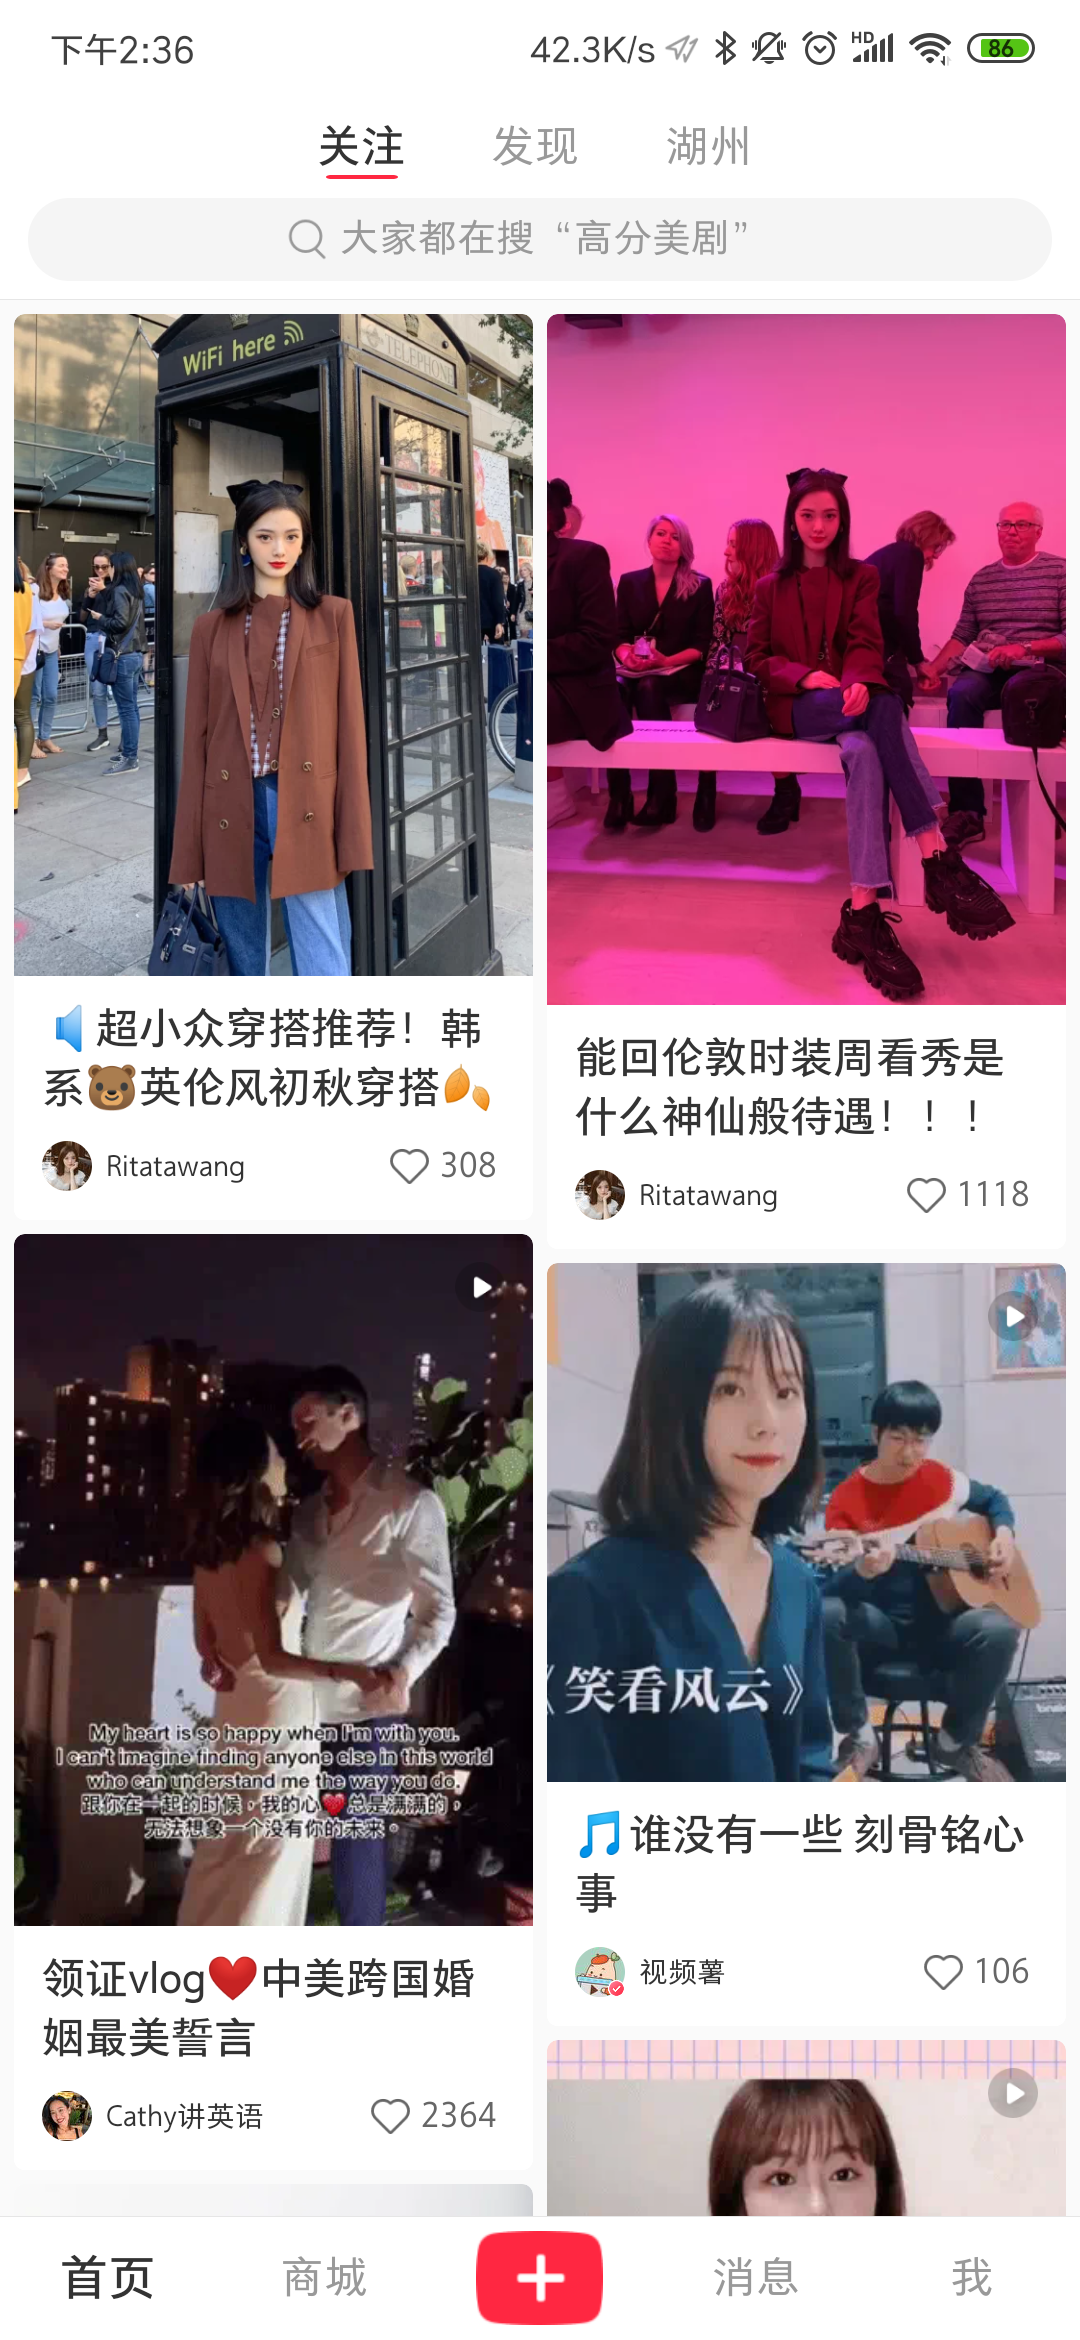 下午2:36
42.3K/s
HD
86
关注 发现 湖州
大家都在搜“高分美剧”
WiFi here
TELEPHONE
超小众穿搭推荐！韩
系🐻英伦风初秋穿搭🍂
Ritatawang 308
能回伦敦时装周看秀是
什么神仙般待遇！！！
Ritatawang 1118
My heart is so happy when I'm with you.
I can't imagine finding anyone else in this world
who can understand me the way you do.
跟你在一起的时候，我的心❤️总是满满的，
无法想象一个没有你的未来。
领证vlog❤️中美跨国婚
姻最美誓言
Cathy讲英语 2364
《笑看风云》
🎵谁没有一些 刻骨铭心
事
视频薯 106
首页 商城 消息 我